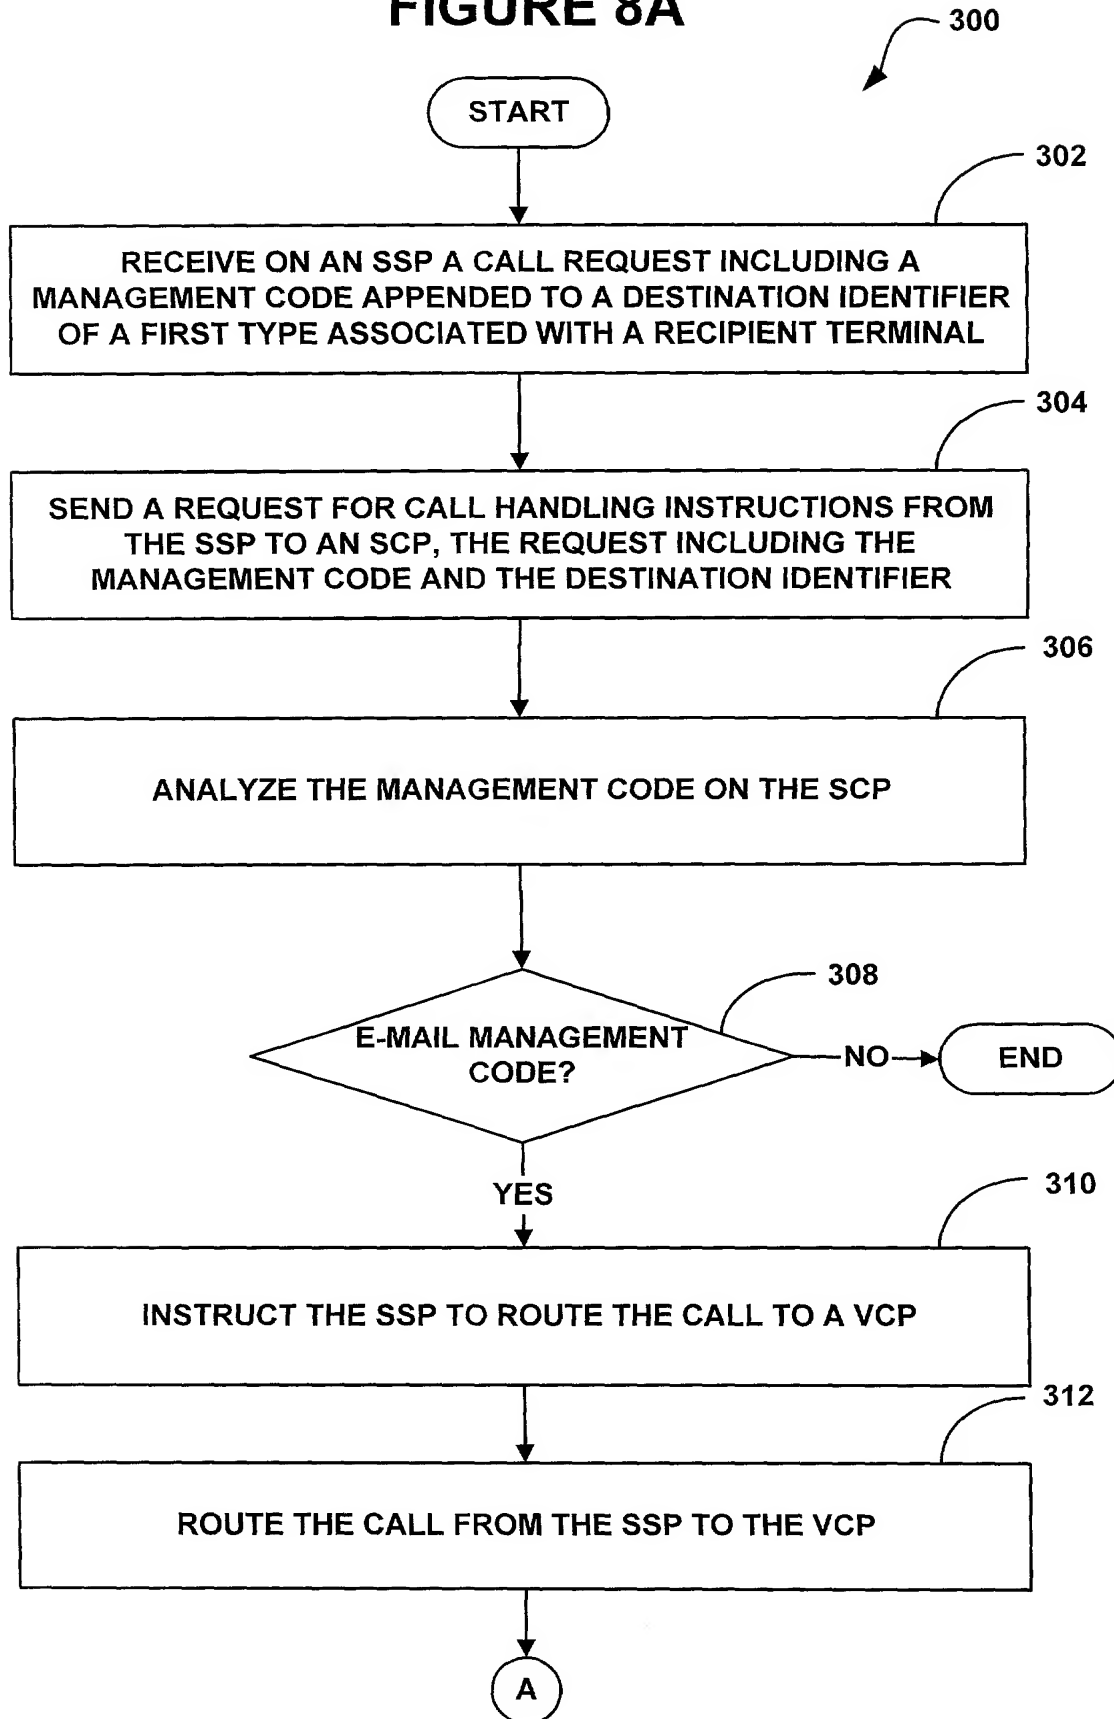 FIGURE 8A
300
START
302
RECEIVE ON AN SSP A CALL REQUEST INCLUDING A
MANAGEMENT CODE APPENDED TO A DESTINATION IDENTIFIER
OF A FIRST TYPE ASSOCIATED WITH A RECIPIENT TERMINAL
304
SEND A REQUEST FOR CALL HANDLING INSTRUCTIONS FROM
THE SSP TO AN SCP, THE REQUEST INCLUDING THE
MANAGEMENT CODE AND THE DESTINATION IDENTIFIER
306
ANALYZE THE MANAGEMENT CODE ON THE SCP
308
E-MAIL MANAGEMENT
CODE?
NO
END
YES
310
INSTRUCT THE SSP TO ROUTE THE CALL TO A VCP
312
ROUTE THE CALL FROM THE SSP TO THE VCP
A